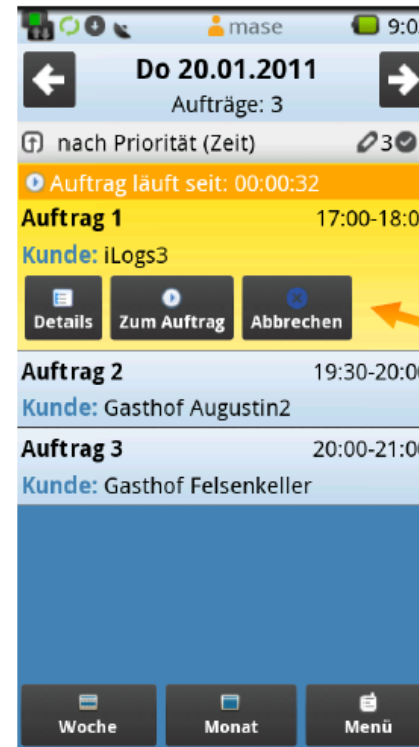 mase 9:0
Do 20.01.2011
Aufträge: 3
nach Priorität (Zeit) 3
Auftrag läuft seit: 00:00:32
Auftrag 1 17:00-18:0
Kunde: iLogs3
Details Zum Auftrag Abbrechen
Auftrag 2 19:30-20:00
Kunde: Gasthof Augustin2
Auftrag 3 20:00-21:00
Kunde: Gasthof Felsenkeller
Woche Monat Menü